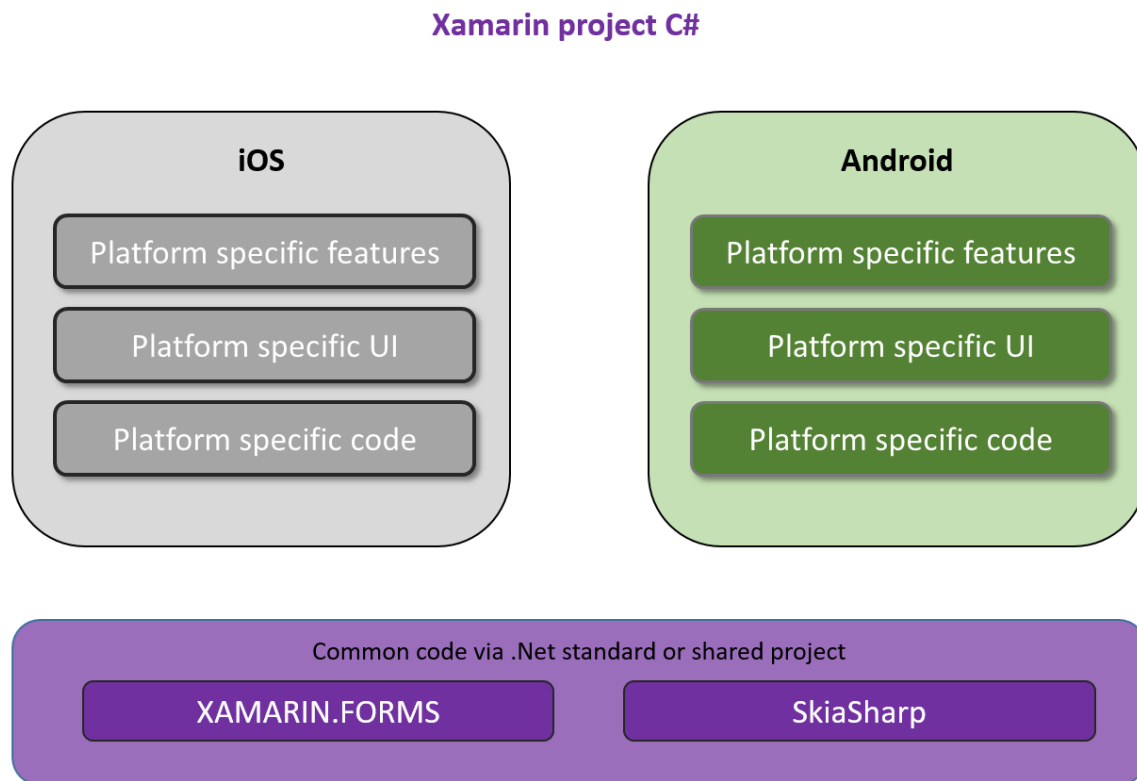 Xamarin project C#
iOS
Platform specific features
Platform specific UI
Platform specific code
Android
Platform specific features
Platform specific UI
Platform specific code
Common code via .Net standard or shared project
XAMARIN.FORMS
SkiaSharp